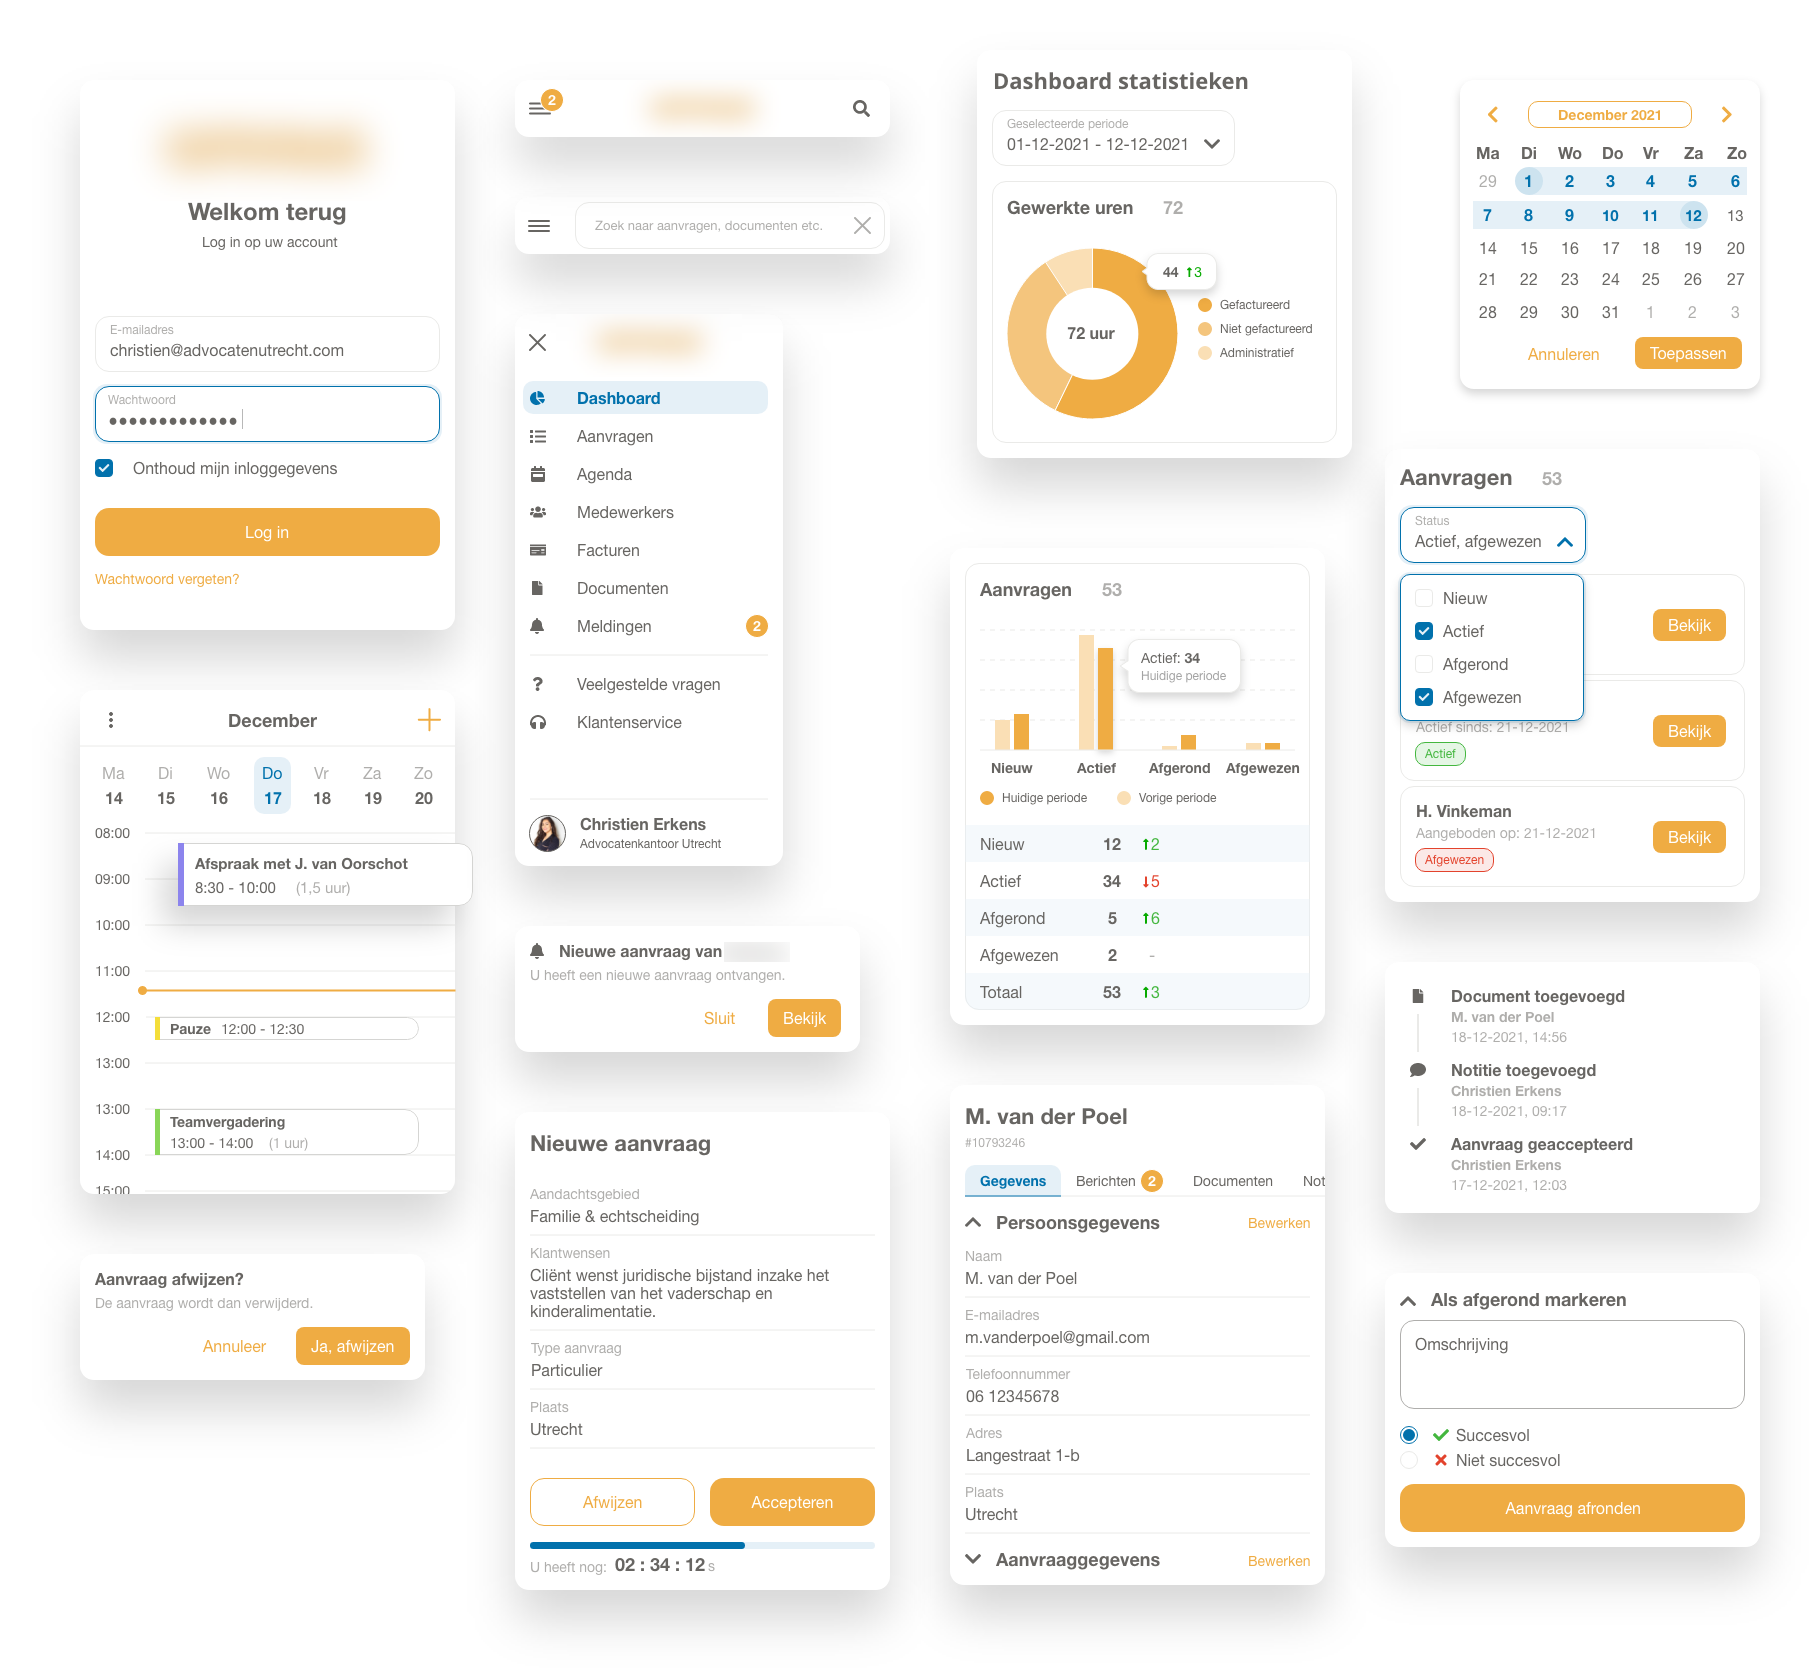 Welkom terug
Log in op uw account
E-mailadres
christien@advocatenutrecht.com
Wachtwoord
Onthoud mijn inloggegevens
Log in
Wachtwoord vergeten?
December
Ma Di Wo Do Vr Za Zo
14 15 16 17 18 19 20
08:00
Afspraak met J. van Oorschot
09:00
8:30 - 10:00 (1,5 uur)
10:00
11:00
12:00
Pauze 12:00 - 12:30
13:00
13:00
Teamvergadering
13:00 - 14:00 (1 uur)
14:00
15:00
Aanvraag afwijzen?
De aanvraag wordt dan verwijderd.
Annuleer
Ja, afwijzen
2
Zoek naar aanvragen, documenten etc.
Dashboard
Aanvragen
Agenda
Medewerkers
Facturen
Documenten
Meldingen 2
? Veelgestelde vragen
Klantenservice
Christien Erkens
Advocatenkantoor Utrecht
Nieuwe aanvraag van
U heeft een nieuwe aanvraag ontvangen.
Sluit
Bekijk
Nieuwe aanvraag
Aandachtsgebied
Familie & echtscheiding
Klantwensen
Cliënt wenst juridische bijstand inzake het
vaststellen van het vaderschap en
kinderalimentatie.
Type aanvraag
Particulier
Plaats
Utrecht
Afwijzen
Accepteren
U heeft nog: 02 : 34 : 12 s
Dashboard statistieken
Geselecteerde periode
01-12-2021 - 12-12-2021
Gewerkte uren 72
44 3
72 uur
Gefactureerd
Niet gefactureerd
Administratief
Aanvragen 53
Actief: 34
Huidige periode
Nieuw Actief Afgerond Afgewezen
Huidige periode Vorige periode
Nieuw 12 2
Actief 34 5
Afgerond 5 6
Afgewezen 2 -
Totaal 53 3
M. van der Poel
#10793246
Gegevens Berichten 2 Documenten Not
Persoonsgegevens Bewerken
Naam
M. van der Poel
E-mailadres
m.vanderpoel@gmail.com
Telefoonnummer
06 12345678
Adres
Langestraat 1-b
Plaats
Utrecht
Aanvraaggegevens Bewerken
December 2021
Ma Di Wo Do Vr Za Zo
29 1 2 3 4 5 6
7 8 9 10 11 12 13
14 15 16 17 18 19 20
21 22 23 24 25 26 27
28 29 30 31 1 2 3
Annuleren
Toepassen
Aanvragen 53
Status
Actief, afgewezen
Nieuw
Actief
Afgerond
Afgewezen
Bekijk
Actief sinds: 21-12-2021
Actief
Bekijk
H. Vinkeman
Aangeboden op: 21-12-2021
Afgewezen
Bekijk
Document toegevoegd
M. van der Poel
18-12-2021, 14:56
Notitie toegevoegd
Christien Erkens
18-12-2021, 09:17
Aanvraag geaccepteerd
Christien Erkens
17-12-2021, 12:03
Als afgerond markeren
Omschrijving
Succesvol
Niet succesvol
Aanvraag afronden